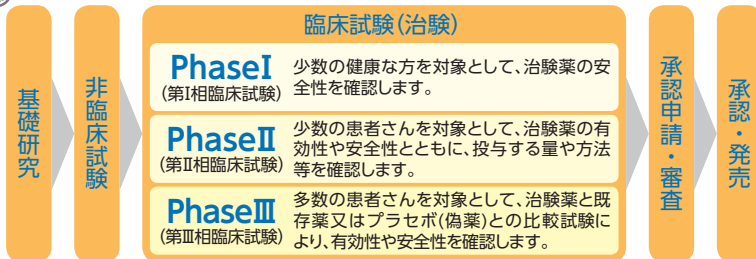 基礎研究
非臨床試験
臨床試験(治験)
PhaseⅠ
(第Ⅰ相臨床試験)
少数の健康な方を対象として、治験薬の安
全性を確認します。
PhaseⅡ
(第Ⅱ相臨床試験)
少数の患者さんを対象として、治験薬の有
効性や安全性とともに、投与する量や方法
等を確認します。
PhaseⅢ
(第Ⅲ相臨床試験)
多数の患者さんを対象として、治験薬と既
存薬又はプラセボ(偽薬)との比較試験に
より、有効性や安全性を確認します。
承認申請・審査
承認・発売